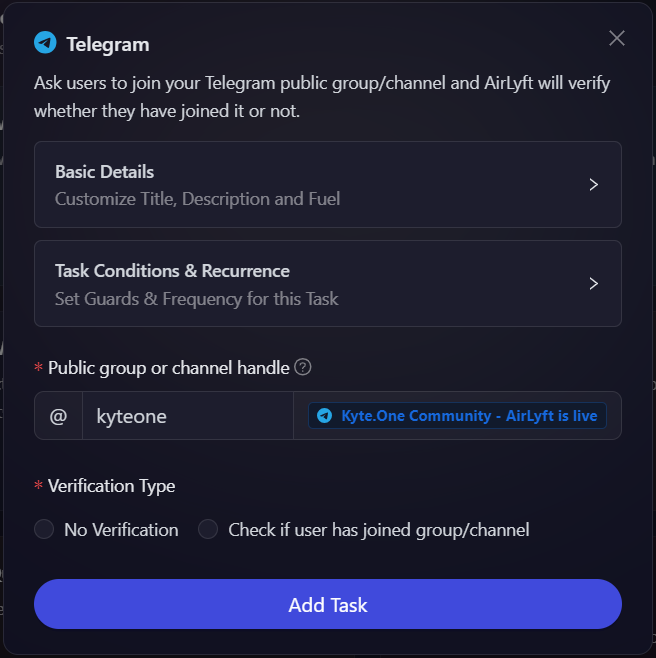 Telegram
Ask users to join your Telegram public group/channel and AirLyft will verify
whether they have joined it or not.
Basic Details
Customize Title, Description and Fuel
Task Conditions & Recurrence
Set Guards & Frequency for this Task
* Public group or channel handle ?
@ kyteone Kyte.One Community - AirLyft is live
* Verification Type
No Verification Check if user has joined group/channel
Add Task